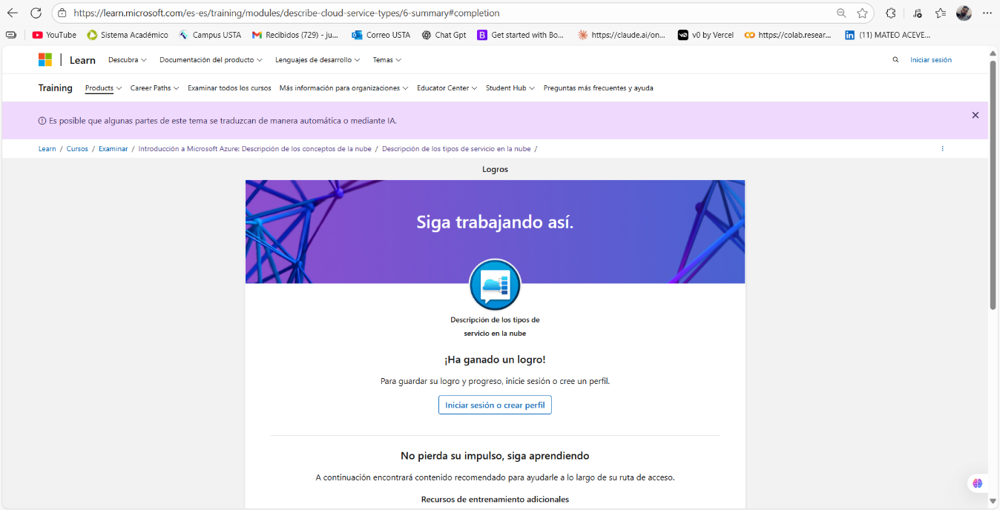 https://learn.microsoft.com/es-es/training/modules/describe-cloud-service-types/6-summary#completion
YouTube Sistema Académico Campus USTA Recibidos (729) - ju... Correo USTA Chat Gpt Get started with Bo... https://claude.ai/on... v0 by Vercel https://colab.resear... (11) MATEO ACEVE...
Learn Descubra Documentación del producto Lenguajes de desarrollo Temas Iniciar sesión
Training Products Career Paths Examinar todos los cursos Más información para organizaciones Educator Center Student Hub Preguntas más frecuentes y ayuda
Es posible que algunas partes de este tema se traduzcan de manera automática o mediante IA.
Learn / Cursos / Examinar / Introducción a Microsoft Azure: Descripción de los conceptos de la nube / Descripción de los tipos de servicio en la nube /
Logros
Siga trabajando así.
Descripción de los tipos de
servicio en la nube
¡Ha ganado un logro!
Para guardar su logro y progreso, inicie sesión o cree un perfil.
Iniciar sesión o crear perfil
No pierda su impulso, siga aprendiendo
A continuación encontrará contenido recomendado para ayudarle a lo largo de su ruta de acceso.
Recursos de entrenamiento adicionales